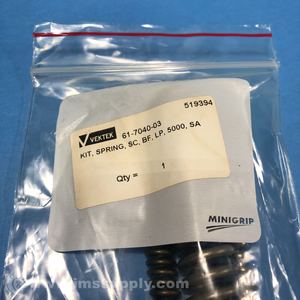 VEKTEK 61-7040-03 519394
KIT, SPRING, SC, BF, LP, 5000, SA
Qty = 1
MINIGRIP